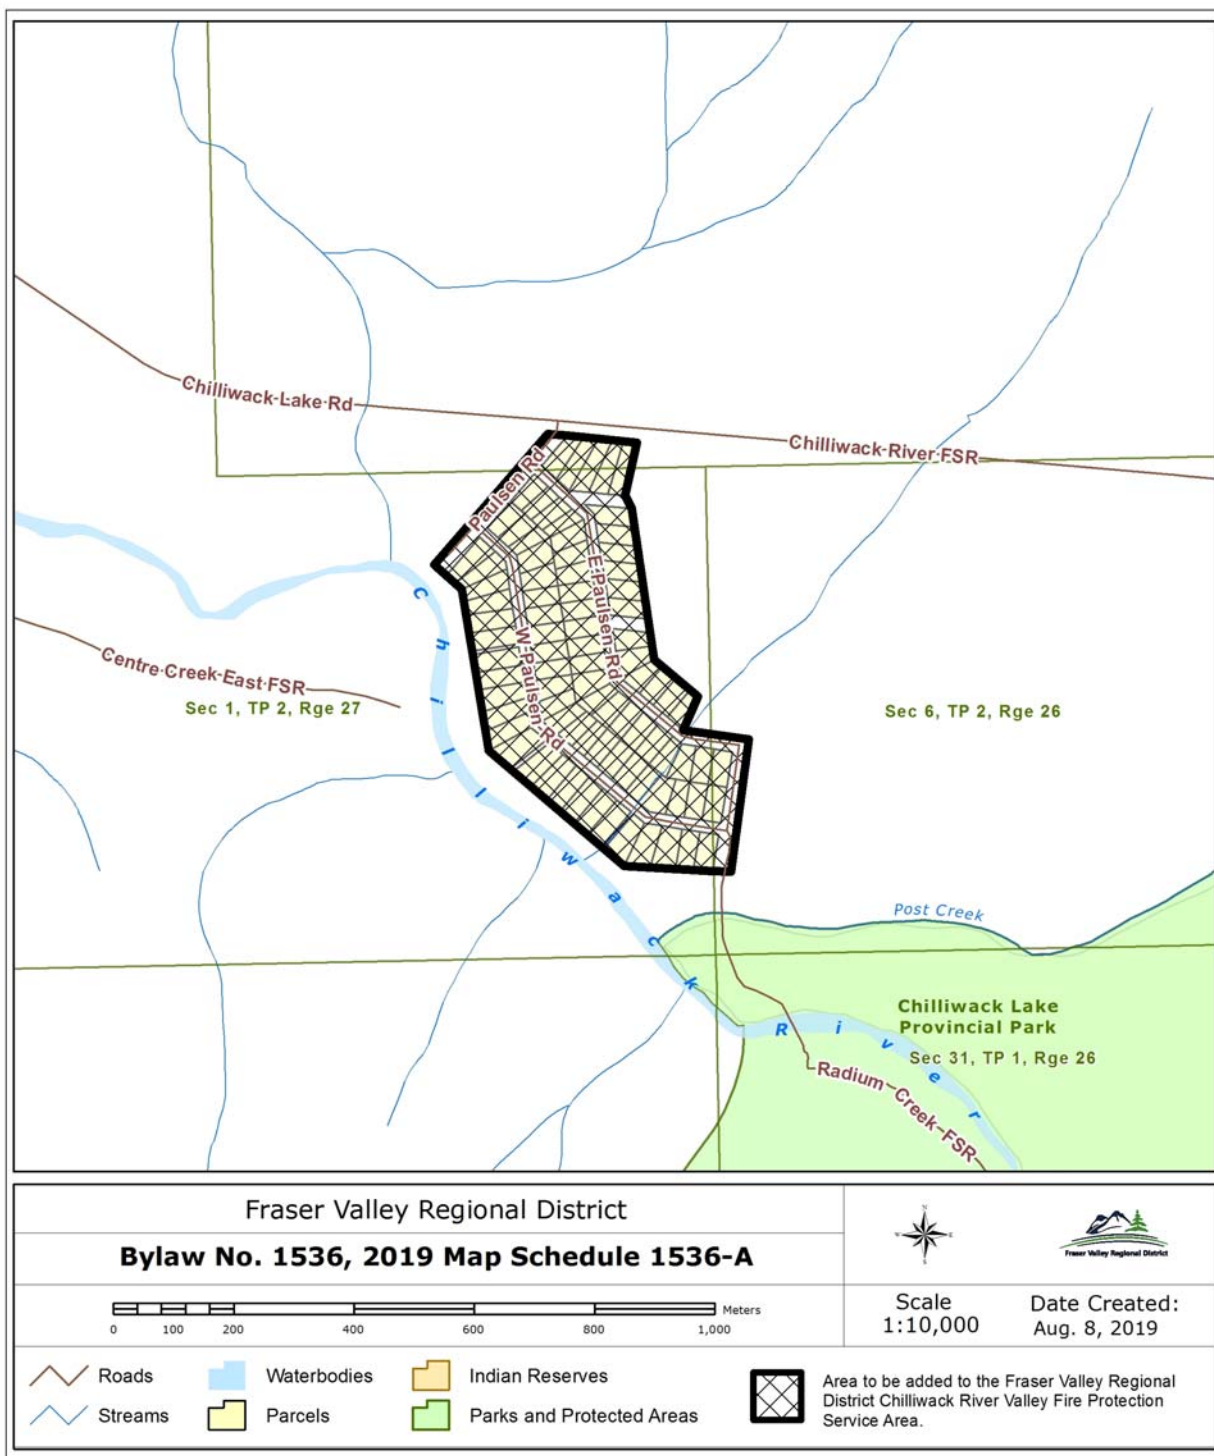 Chilliwack Lake Rd
Chilliwack River FSR
Paulsen Rd
E Paulsen Rd
W Paulsen Rd
Centre Creek East FSR
Sec 1, TP 2, Rge 27
Sec 6, TP 2, Rge 26
Chilliwack River
Post Creek
Chilliwack Lake
Provincial Park
Sec 31, TP 1, Rge 26
Radium Creek FSR
Fraser Valley Regional District
Bylaw No. 1536, 2019 Map Schedule 1536-A
Meters
0 100 200 400 600 800 1,000
N
W E
S
Fraser Valley Regional District
Scale
1:10,000
Date Created:
Aug. 8, 2019
Roads
Waterbodies
Indian Reserves
Streams
Parcels
Parks and Protected Areas
Area to be added to the Fraser Valley Regional
District Chilliwack River Valley Fire Protection
Service Area.